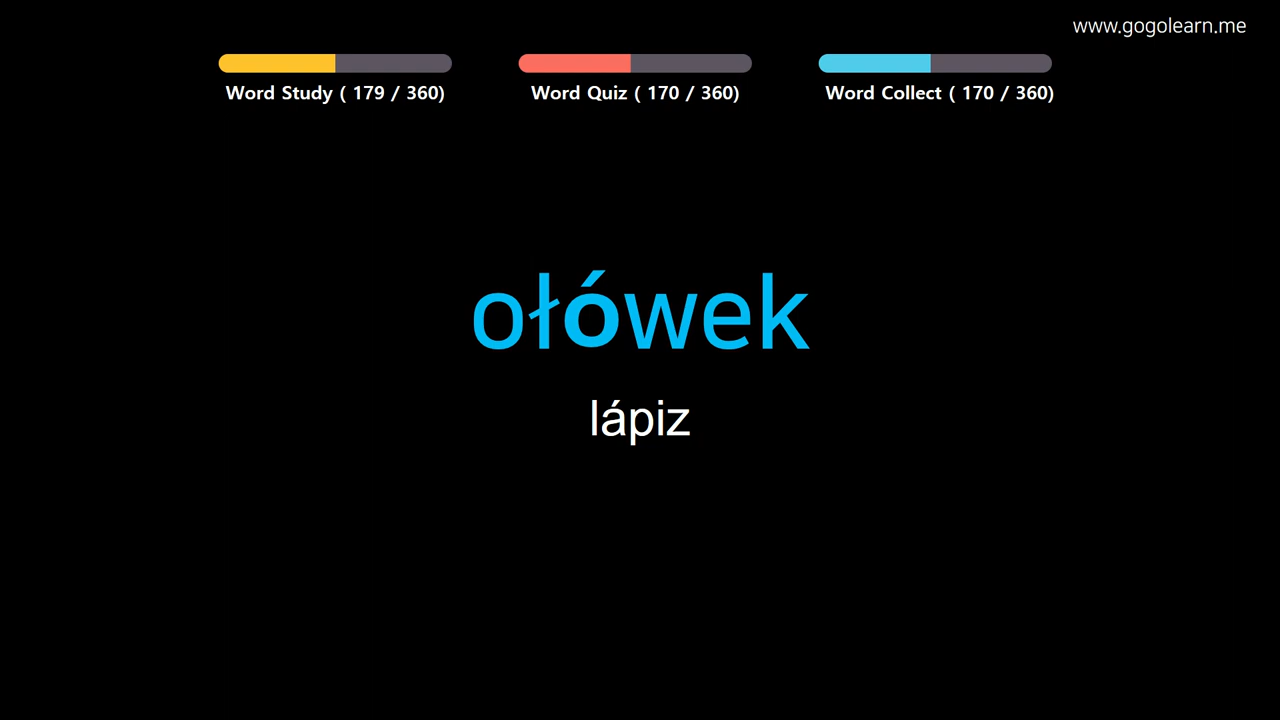 www.gogolearn.me
Word Study ( 179 / 360)
Word Quiz ( 170 / 360)
Word Collect ( 170 / 360)
ołówek
lápiz